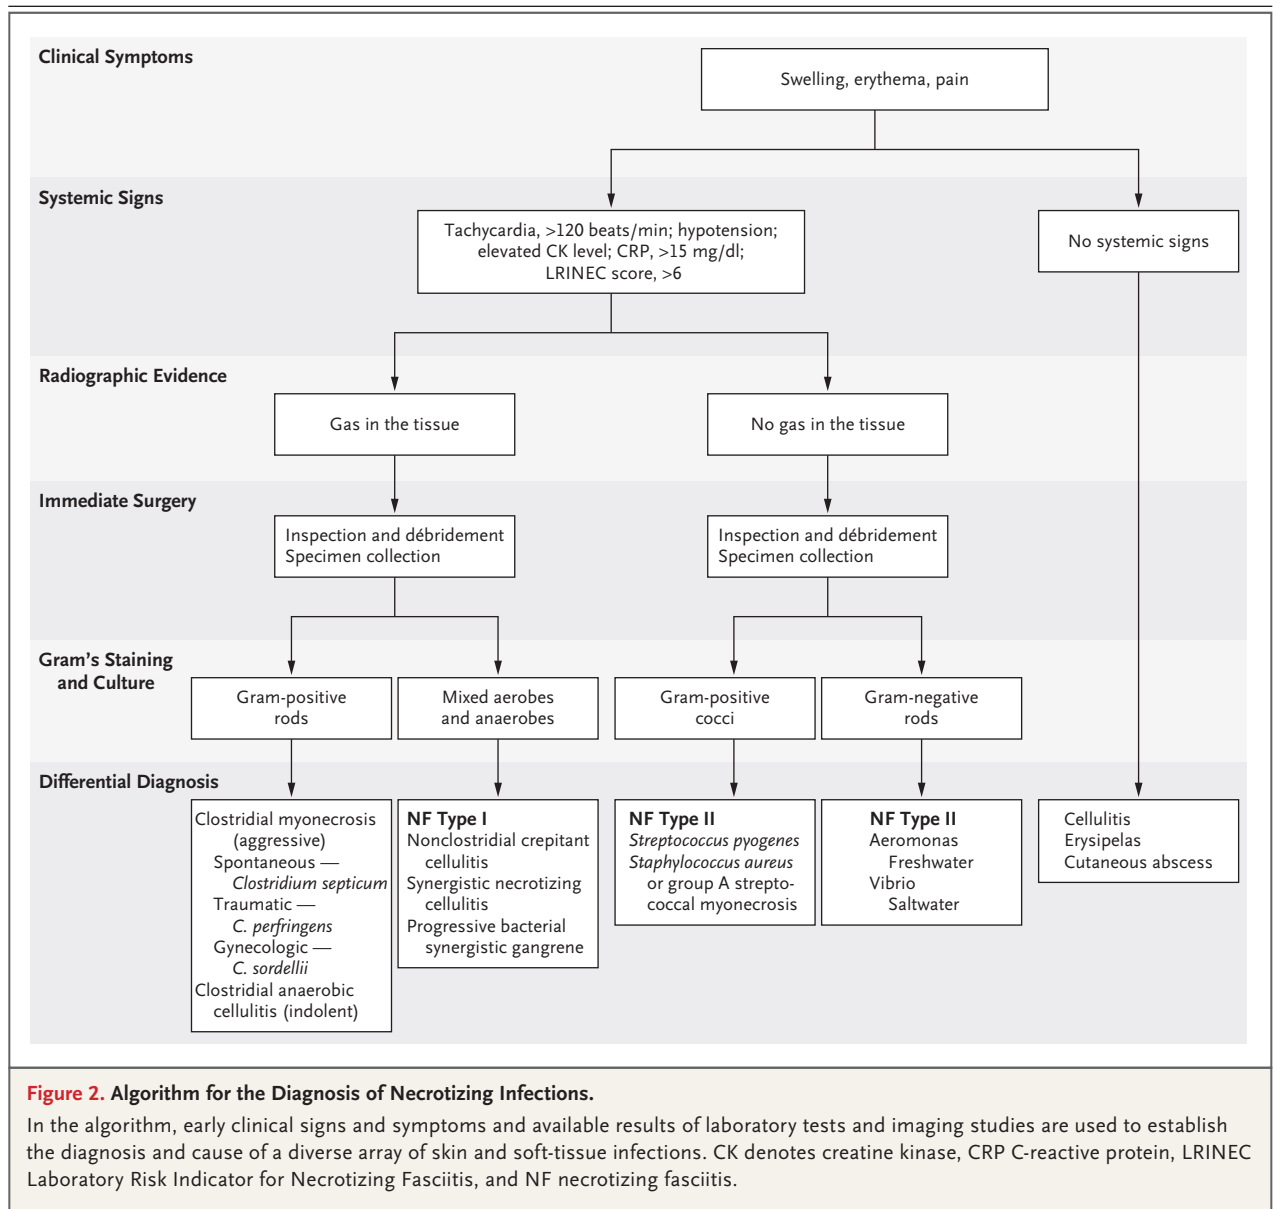 Clinical Symptoms
Swelling, erythema, pain
Systemic Signs
Tachycardia, >120 beats/min; hypotension;
elevated CK level; CRP, >15 mg/dl;
LRINEC score, >6
No systemic signs
Radiographic Evidence
Gas in the tissue
No gas in the tissue
Immediate Surgery
Inspection and débridement
Specimen collection
Inspection and débridement
Specimen collection
Gram's Staining
and Culture
Gram-positive
rods
Mixed aerobes
and anaerobes
Gram-positive
cocci
Gram-negative
rods
Differential Diagnosis
Clostridial myonecrosis
(aggressive)
Spontaneous —
Clostridium septicum
Traumatic —
C. perfringens
Gynecologic —
C. sordellii
Clostridial anaerobic
cellulitis (indolent)
NF Type I
Nonclostridial crepitant
cellulitis
Synergistic necrotizing
cellulitis
Progressive bacterial
synergistic gangrene
NF Type II
Streptococcus pyogenes
Staphylococcus aureus
or group A strepto-
coccal myonecrosis
NF Type II
Aeromonas
Freshwater
Vibrio
Saltwater
Cellulitis
Erysipelas
Cutaneous abscess
Figure 2. Algorithm for the Diagnosis of Necrotizing Infections.
In the algorithm, early clinical signs and symptoms and available results of laboratory tests and imaging studies are used to establish
the diagnosis and cause of a diverse array of skin and soft-tissue infections. CK denotes creatine kinase, CRP C-reactive protein, LRINEC
Laboratory Risk Indicator for Necrotizing Fasciitis, and NF necrotizing fasciitis.